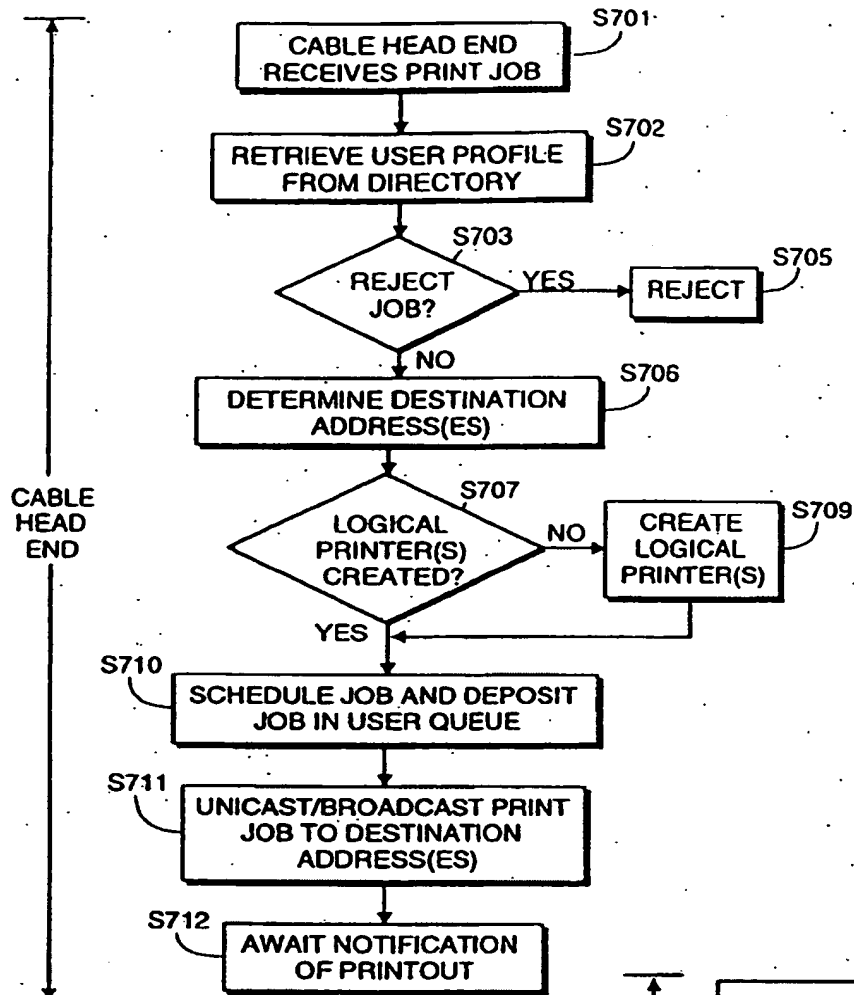 S701
CABLE HEAD END
RECEIVES PRINT JOB
S702
RETRIEVE USER PROFILE
FROM DIRECTORY
S703
REJECT
JOB?
YES
S705
REJECT
NO
S706
DETERMINE DESTINATION
ADDRESS(ES)
CABLE
HEAD
END
S707
LOGICAL
PRINTER(S)
CREATED?
NO
S709
CREATE
LOGICAL
PRINTER(S)
YES
S710
SCHEDULE JOB AND DEPOSIT
JOB IN USER QUEUE
S711
UNICAST/BROADCAST PRINT
JOB TO DESTINATION
ADDRESS(ES)
S712
AWAIT NOTIFICATION
OF PRINTOUT